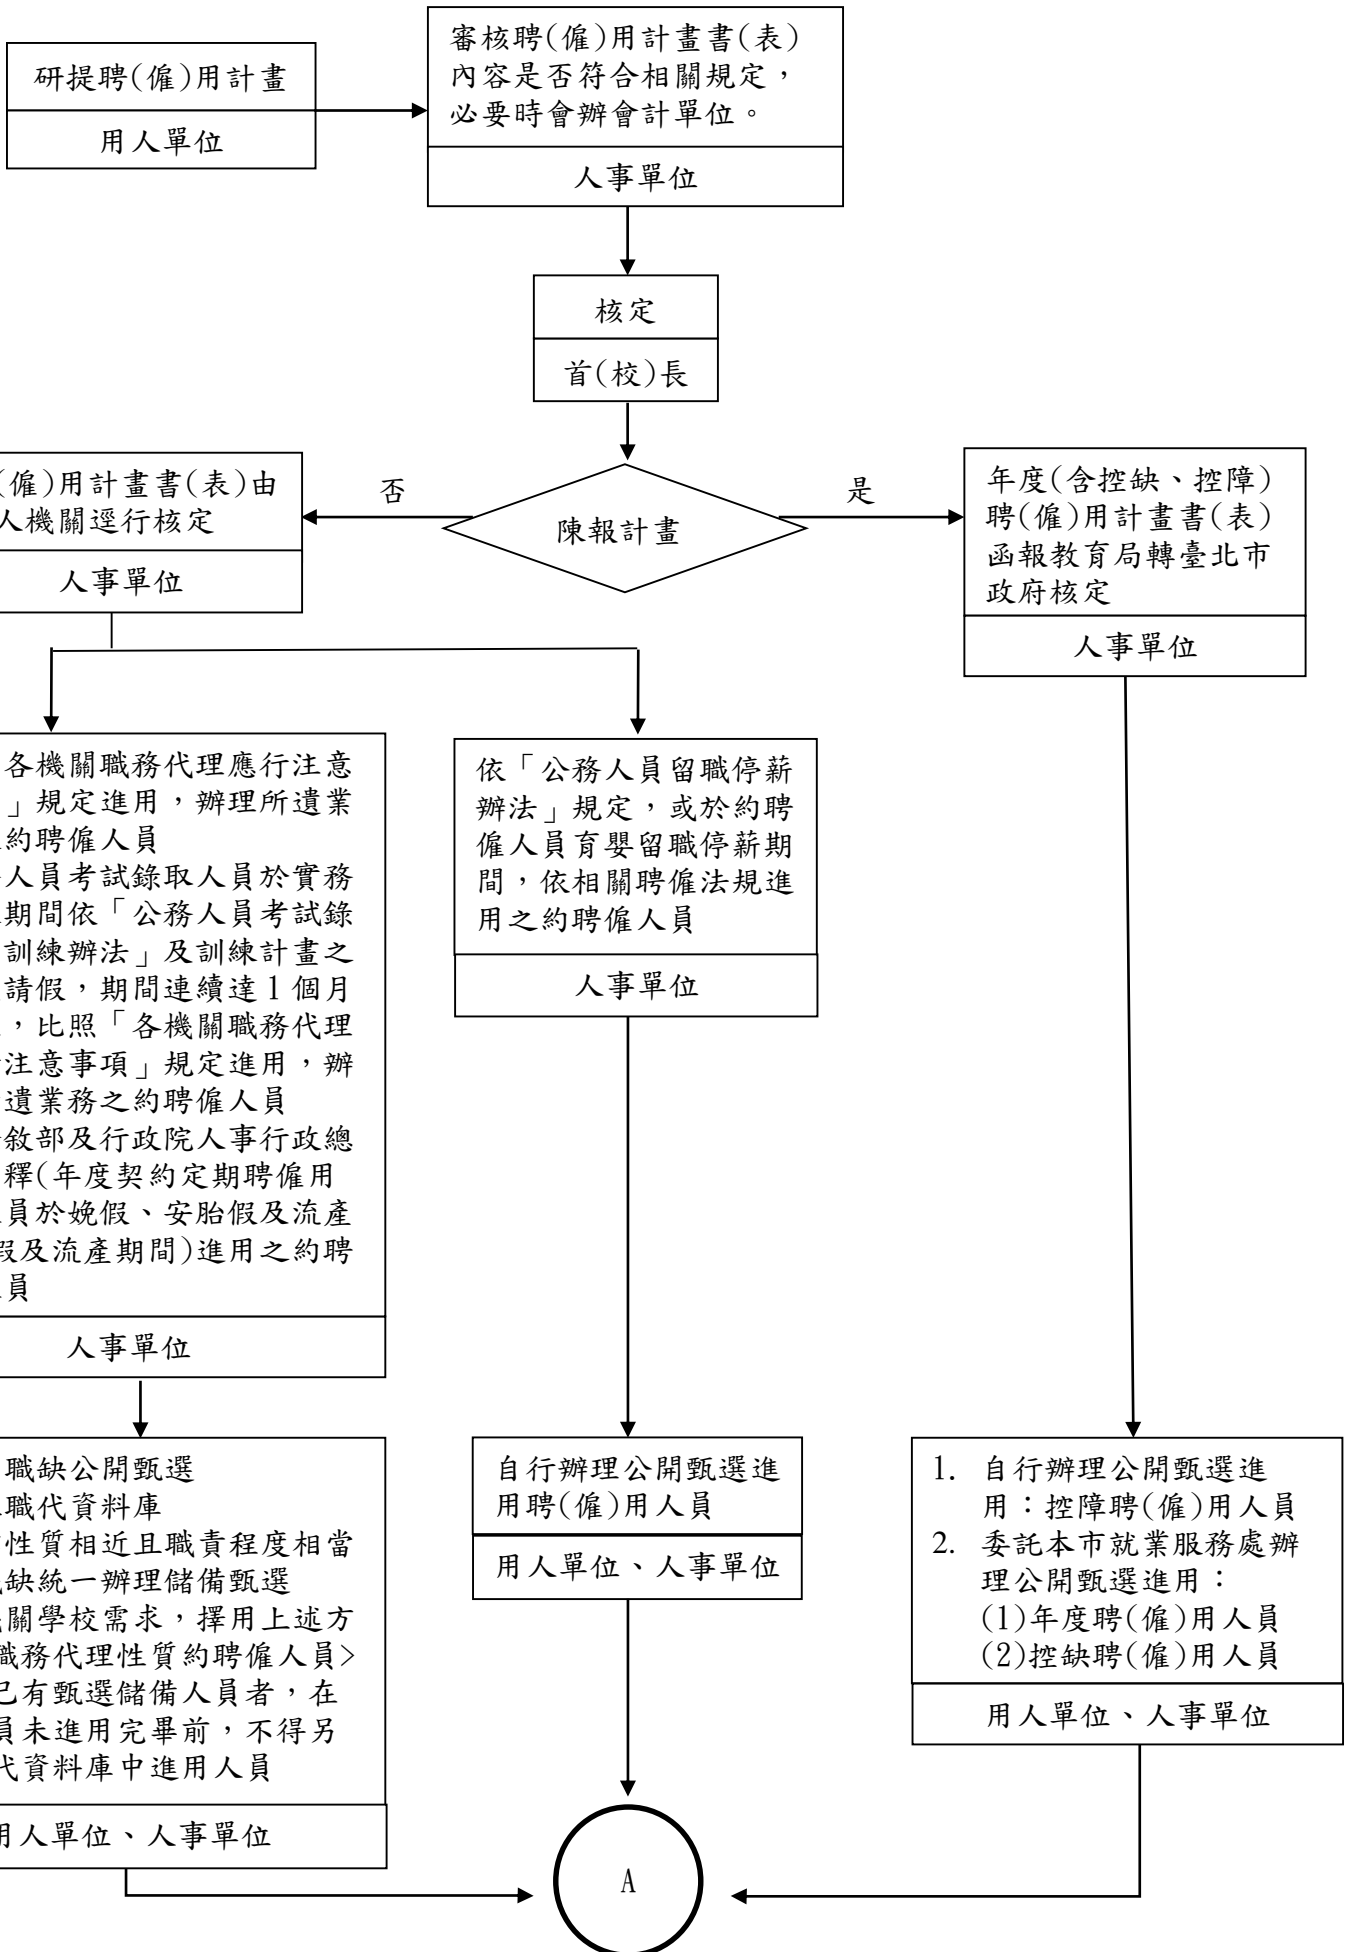 研提聘(僱)用計畫
用人單位
審核聘(僱)用計畫書(表)
內容是否符合相關規定，
必要時會辦會計單位。
人事單位
核定
首(校)長
陳報計畫
否
是
(僱)用計畫書(表)由
人機關逕行核定
人事單位
年度(含控缺、控障)
聘(僱)用計畫書(表)
函報教育局轉臺北市
政府核定
人事單位
各機關職務代理應行注意
」規定進用，辦理所遺業
約聘僱人員
人員考試錄取人員於實務
期間依「公務人員考試錄
訓練辦法」及訓練計畫之
請假，期間連續達1個月
，比照「各機關職務代理
注意事項」規定進用，辦
遺業務之約聘僱人員
敘部及行政院人事行政總
釋(年度契約定期聘僱用
員於娩假、安胎假及流產
假及流產期間)進用之約聘
員
人事單位
依「公務人員留職停薪
辦法」規定，或於約聘
僱人員育嬰留職停薪期
間，依相關聘僱法規進
用之約聘僱人員
人事單位
職缺公開甄選
職代資料庫
性質相近且職責程度相當
缺統一辦理儲備甄選
關學校需求，擇用上述方
職務代理性質約聘僱人員>
已有甄選儲備人員者，在
員未進用完畢前，不得另
代資料庫中進用人員
用人單位、人事單位
自行辦理公開甄選進
用聘(僱)用人員
用人單位、人事單位
1. 自行辦理公開甄選進
用：控障聘(僱)用人員
2. 委託本市就業服務處辦
理公開甄選進用：
(1)年度聘(僱)用人員
(2)控缺聘(僱)用人員
用人單位、人事單位
A